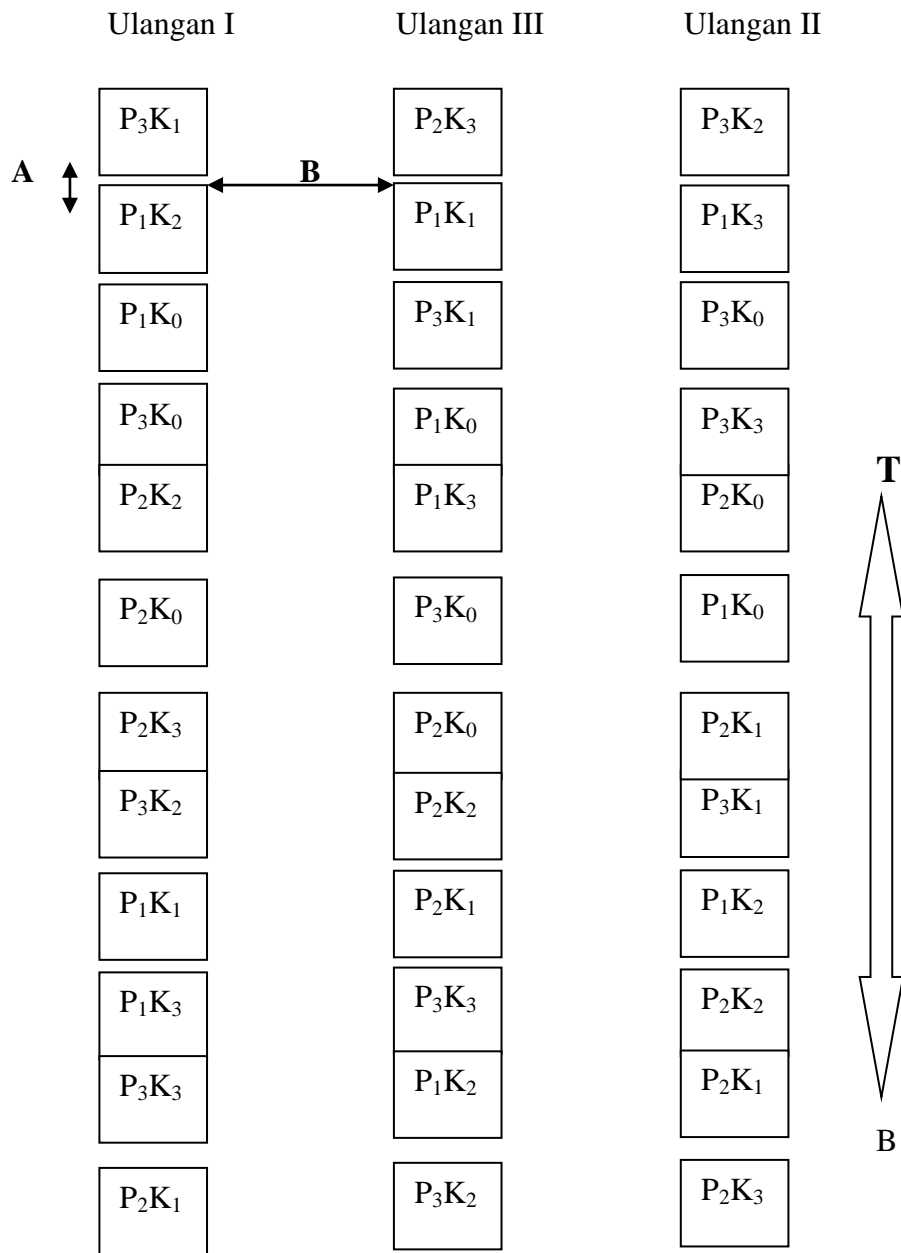 Ulangan I Ulangan III Ulangan II
P₃K₁ P₂K₃ P₃K₂
A B
P₁K₂ P₁K₁ P₁K₃
P₁K₀ P₃K₁ P₃K₀
P₃K₀ P₁K₀ P₃K₃
T
P₂K₂ P₁K₃ P₂K₀
P₂K₀ P₃K₀ P₁K₀
P₂K₃ P₂K₀ P₂K₁
P₃K₂ P₂K₂ P₃K₁
P₁K₁ P₂K₁ P₁K₂
P₁K₃ P₃K₃ P₂K₂
P₃K₃ P₁K₂ P₂K₁
B
P₂K₁ P₃K₂ P₂K₃